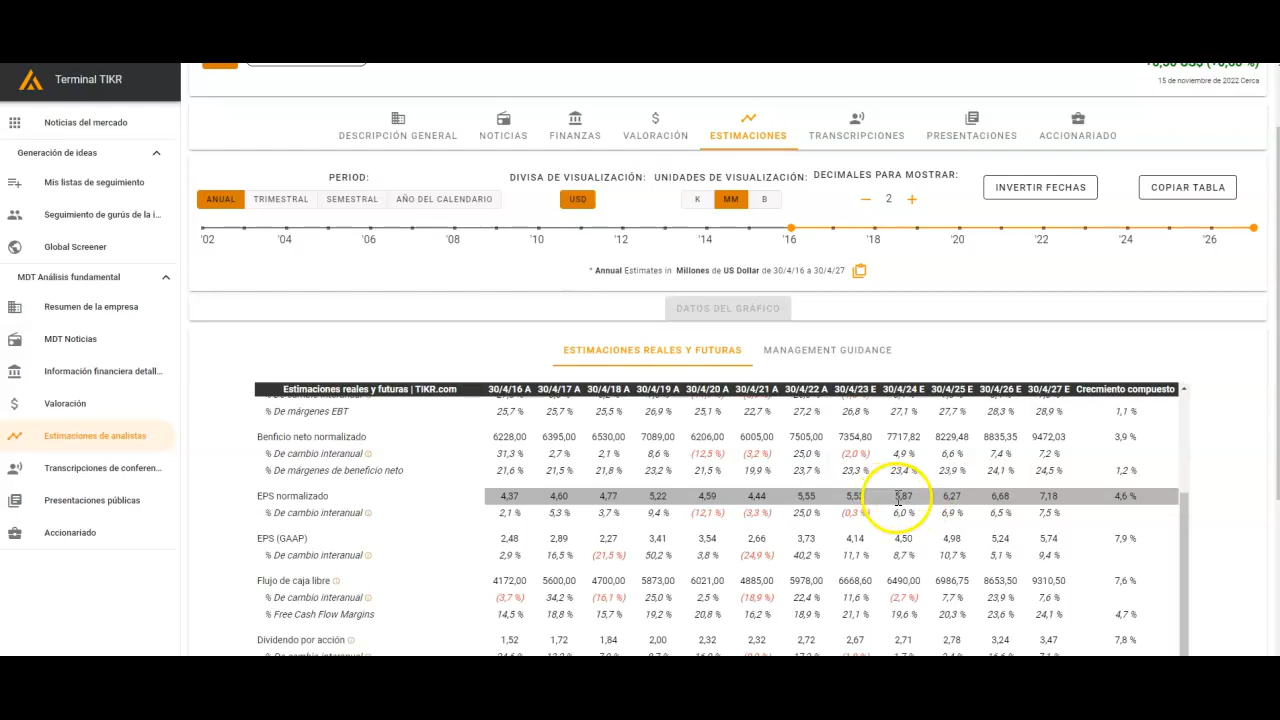 Terminal TIKR
15 de noviembre de 2022 Cerca
Noticias del mercado
Generación de ideas
Mis listas de seguimiento
Seguimiento de gurús de la i...
Global Screener
MDT Análisis fundamental
Resumen de la empresa
MDT Noticias
Información financiera detall...
Valoración
Estimaciones de analistas
Transcripciones de conferen...
Presentaciones públicas
Accionariado
DESCRIPCIÓN GENERAL NOTICIAS FINANZAS VALORACIÓN ESTIMACIONES TRANSCRIPCIONES PRESENTACIONES ACCIONARIADO
PERIOD: DIVISA DE VISUALIZACIÓN: UNIDADES DE VISUALIZACIÓN: DECIMALES PARA MOSTRAR:
ANUAL TRIMESTRAL SEMESTRAL AÑO DEL CALENDARIO USD K MM B 2 INVERTIR FECHAS COPIAR TABLA
'02 '04 '06 '08 '10 '12 '14 '16 '18 '20 '22 '24 '26
* Annual Estimates in Millones de US Dollar de 30/4/16 a 30/4/27
DATOS DEL GRÁFICO
ESTIMACIONES REALES Y FUTURAS MANAGEMENT GUIDANCE
Estimaciones reales y futuras | TIKR.com 30/4/16 A 30/4/17 A 30/4/18 A 30/4/19 A 30/4/20 A 30/4/21 A 30/4/22 A 30/4/23 E 30/4/24 E 30/4/25 E 30/4/26 E 30/4/27 E Crecmiento compuesto
% De márgenes EBT 25,7 % 25,7 % 25,5 % 26,9 % 25,1 % 22,7 % 27,2 % 26,8 % 27,1 % 27,7 % 28,3 % 28,9 % 1,1 %
Benficio neto normalizado 6228,00 6395,00 6530,00 7089,00 6206,00 6005,00 7505,00 7354,80 7717,82 8229,48 8835,35 9472,03 3,9 %
% De cambio interanual 31,3 % 2,7 % 2,1 % 8,6 % (12,5 %) (3,2 %) 25,0 % (2,0 %) 4,9 % 6,6 % 7,4 % 7,2 %
% De márgenes de beneficio neto 21,6 % 21,5 % 21,8 % 23,2 % 21,5 % 19,9 % 23,7 % 23,3 % 23,4 % 23,9 % 24,1 % 24,5 % 1,2 %
EPS normalizado 4,37 4,60 4,77 5,22 4,59 4,44 5,55 5,53 5,87 6,27 6,68 7,18 4,6 %
% De cambio interanual 2,1 % 5,3 % 3,7 % 9,4 % (12,1 %) (3,3 %) 25,0 % (0,3 %) 6,0 % 6,9 % 6,5 % 7,5 %
EPS (GAAP) 2,48 2,89 2,27 3,41 3,54 2,66 3,73 4,14 4,50 4,98 5,24 5,74 7,9 %
% De cambio interanual 2,9 % 16,5 % (21,5 %) 50,2 % 3,8 % (24,9 %) 40,2 % 11,1 % 8,7 % 10,7 % 5,1 % 9,4 %
Flujo de caja libre 4172,00 5600,00 4700,00 5873,00 6021,00 4885,00 5978,00 6668,60 6490,00 6986,75 8653,50 9310,50 7,6 %
% De cambio interanual (3,7 %) 34,2 % (16,1 %) 25,0 % 2,5 % (18,9 %) 22,4 % 11,6 % (2,7 %) 7,7 % 23,9 % 7,6 %
% Free Cash Flow Margins 14,5 % 18,8 % 15,7 % 19,2 % 20,8 % 16,2 % 18,9 % 21,1 % 19,6 % 20,3 % 23,6 % 24,1 % 4,7 %
Dividendo por acción 1,52 1,72 1,84 2,00 2,32 2,32 2,72 2,67 2,71 2,78 3,24 3,47 7,8 %